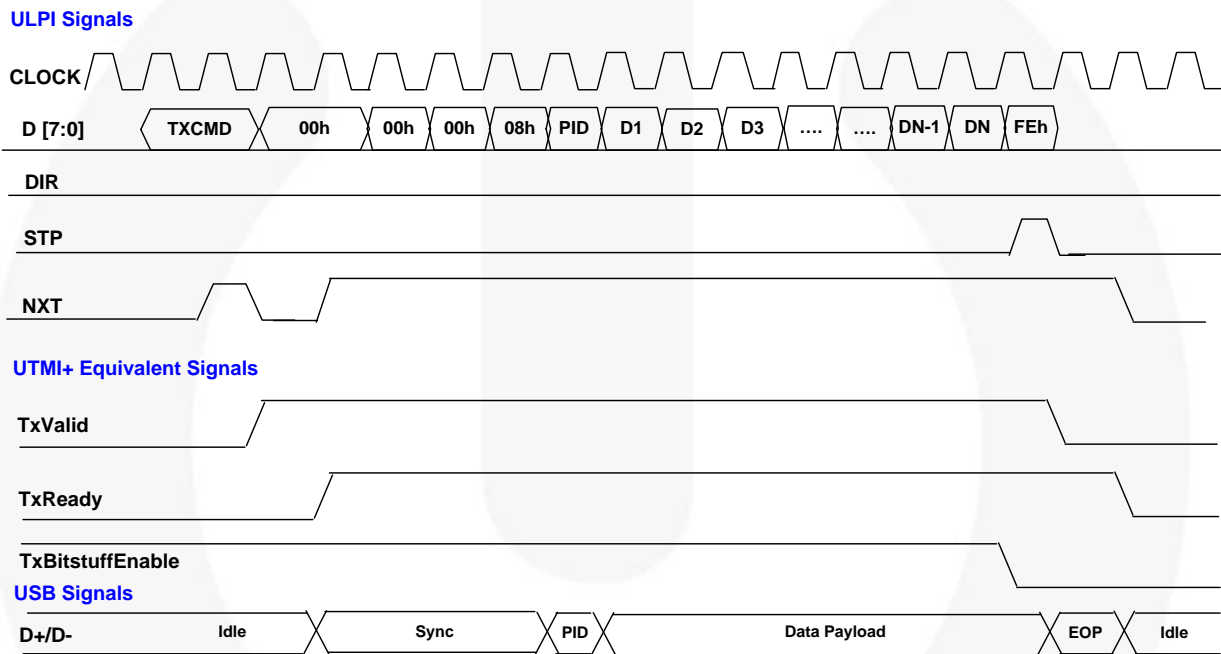 ULPI Signals
CLOCK
D [7:0] TXCMD 00h 00h 00h 08h PID D1 D2 D3 .... .... DN-1 DN FEh
DIR
STP
NXT
UTMI+ Equivalent Signals
TxValid
TxReady
TxBitstuffEnable
USB Signals
D+/D- Idle Sync PID Data Payload EOP Idle